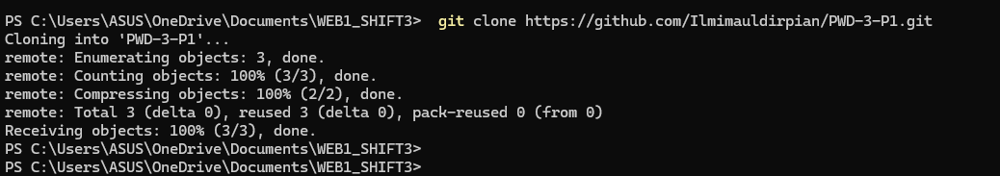 PS C:\Users\ASUS\OneDrive\Documents\WEB1_SHIFT3>  git clone https://github.com/Ilmimauldirpian/PWD-3-P1.git
Cloning into 'PWD-3-P1'...
remote: Enumerating objects: 3, done.
remote: Counting objects: 100% (3/3), done.
remote: Compressing objects: 100% (2/2), done.
remote: Total 3 (delta 0), reused 3 (delta 0), pack-reused 0 (from 0)
Receiving objects: 100% (3/3), done.
PS C:\Users\ASUS\OneDrive\Documents\WEB1_SHIFT3>
PS C:\Users\ASUS\OneDrive\Documents\WEB1_SHIFT3>